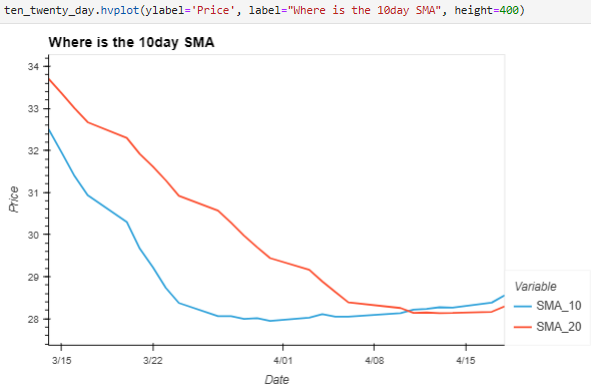 ten_twenty_day.hvplot(ylabel='Price', label="Where is the 10day SMA", height=400)
Where is the 10day SMA
34
33
32
31
30
29
28
Price
3/15 3/22 4/01 4/08 4/15
Date
Variable
SMA_10
SMA_20